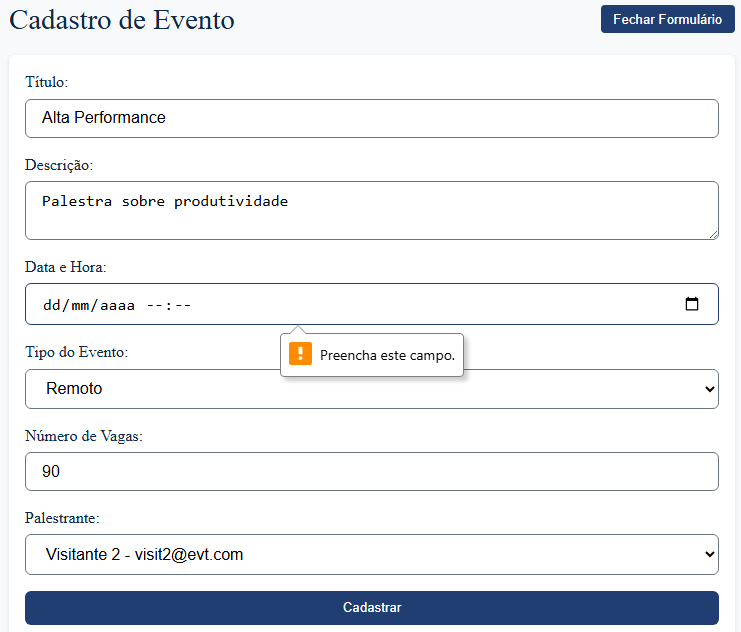 Cadastro de Evento
Fechar Formulário
Título:
Alta Performance
Descrição:
Palestra sobre produtividade
Data e Hora:
dd/mm/aaaa --:--
Preencha este campo.
Tipo do Evento:
Remoto
Número de Vagas:
90
Palestrante:
Visitante 2 - visit2@evt.com
Cadastrar